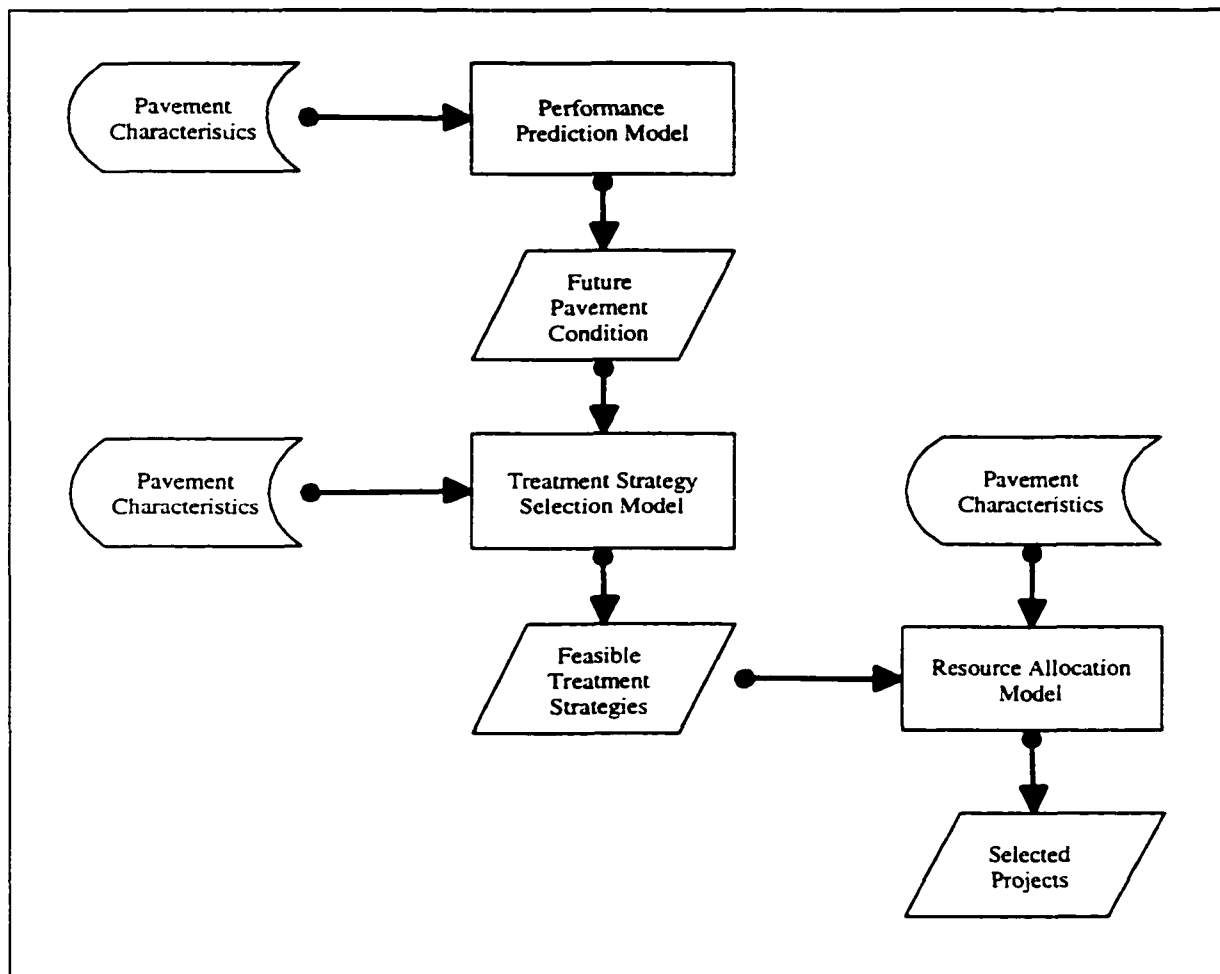 Pavement
Characteristics
Performance
Prediction Model
Future
Pavement
Condition
Pavement
Characteristics
Treatment Strategy
Selection Model
Pavement
Characteristics
Feasible
Treatment
Strategies
Resource Allocation
Model
Selected
Projects